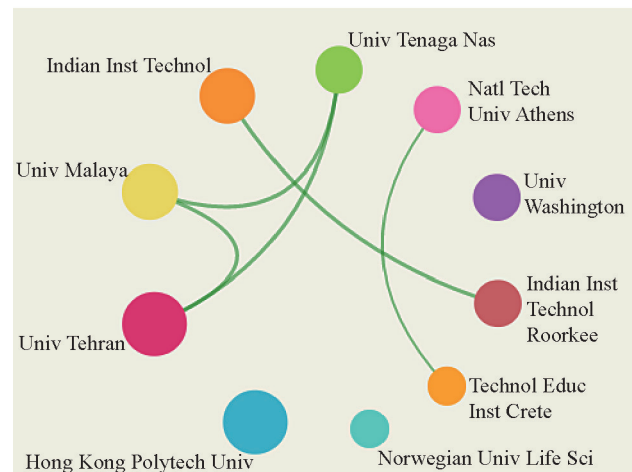 Univ Tenaga Nas
Indian Inst Technol
Natl Tech
Univ Athens
Univ Malaya
Univ
Washington
Indian Inst
Technol
Roorkee
Univ Tehran
Technol Educ
Inst Crete
Hong Kong Polytech Univ
Norwegian Univ Life Sci